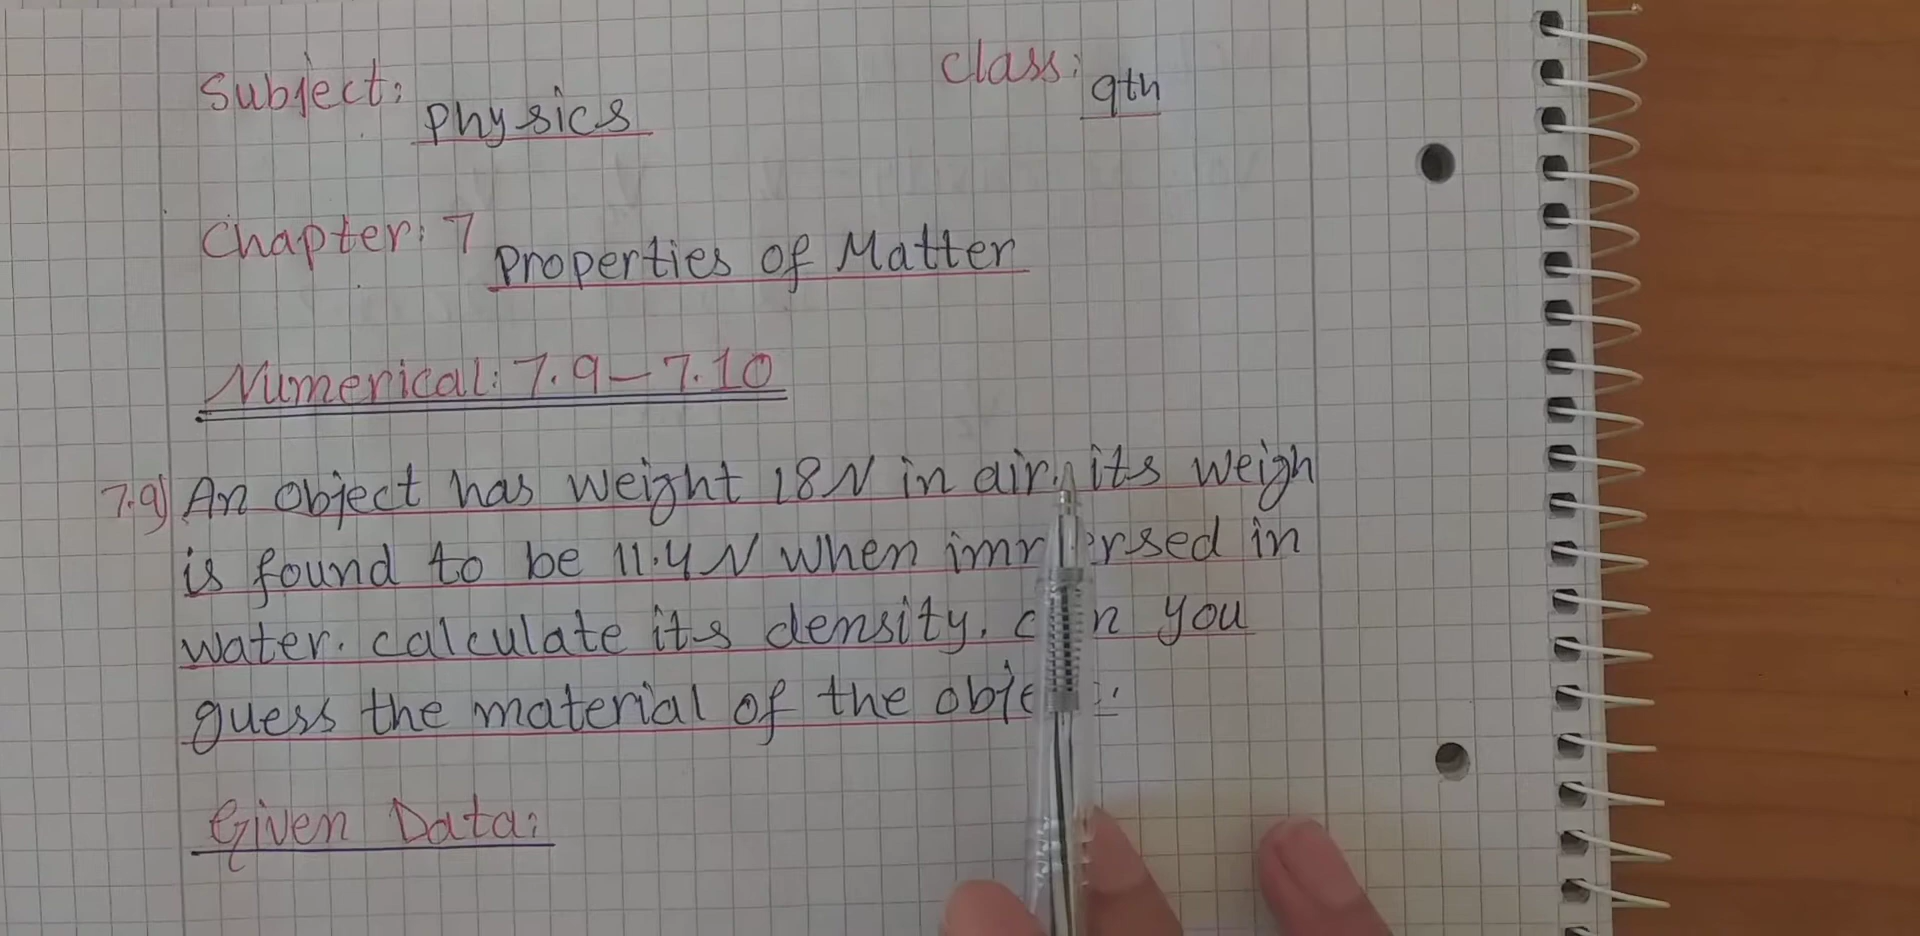 Subject: Physics
Class: 9th
Chapter: 7 Properties of Matter
Numerical: 7.9-7.10
7.9) An object has weight 18N in air. its weigh
is found to be 11.4N when in
water. calculate its density. you
guess the material of the
Given Data: